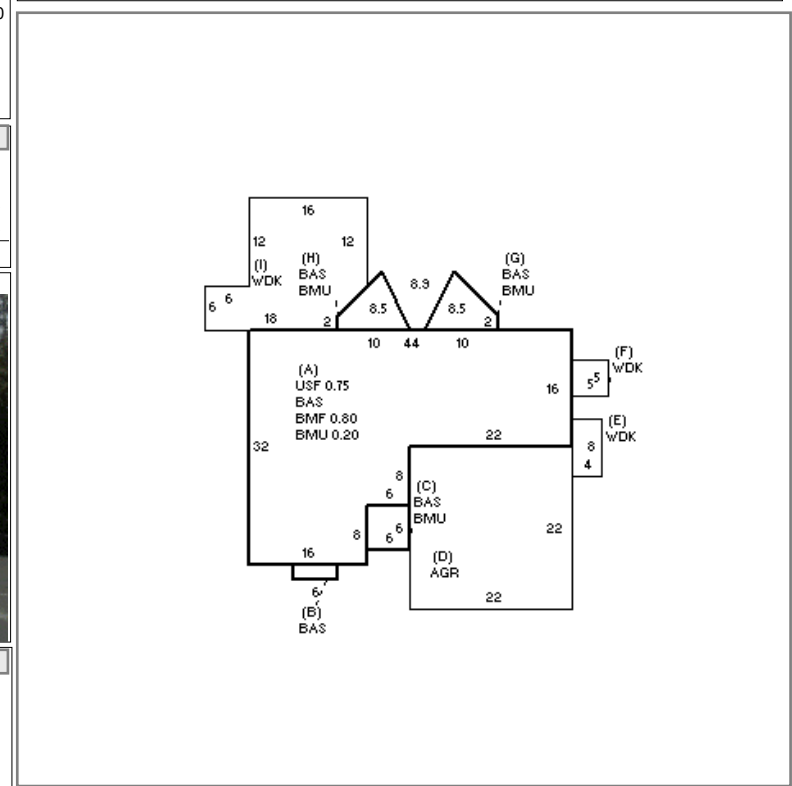 16
12
12
(I)
WDK
(H)
BAS
BMU
(G)
BAS
BMU
8.9
6
6
8.5
8.5
18
2
2
10
44
10
(A)
USF 0.75
BAS
BMF 0.80
BMU 0.20
16
(F)
WDK
5
5
(E)
WDK
22
8
4
32
8
6
(C)
BAS
BMU
8
6
6
22
16
(D)
AGR
6
(B)
BAS
22